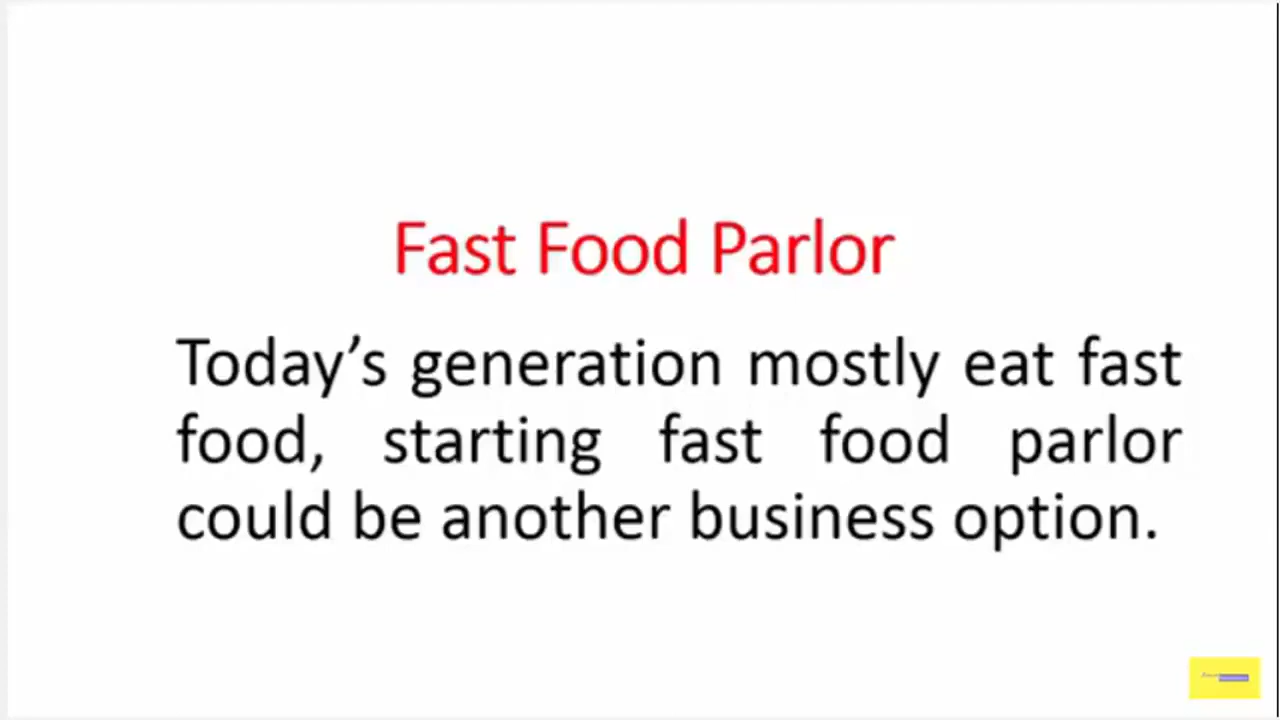 Fast Food Parlor
Today’s generation mostly eat fast
food, starting fast food parlor
could be another business option.